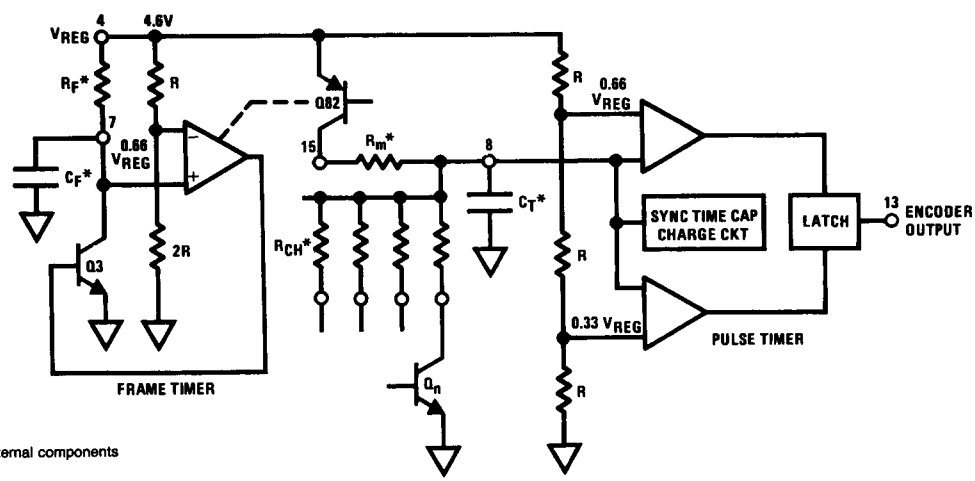 4
4.6V
VREG
RF*
R
Q82
R
0.66
VREG
7
0.66
VREG
15
Rm*
8
CF*
CT*
SYNC TIME CAP
CHARGE CKT
LATCH
13
ENCODER
OUTPUT
RCH*
Q3
2R
R
0.33 VREG
PULSE TIMER
FRAME TIMER
Qn
R
ernal components